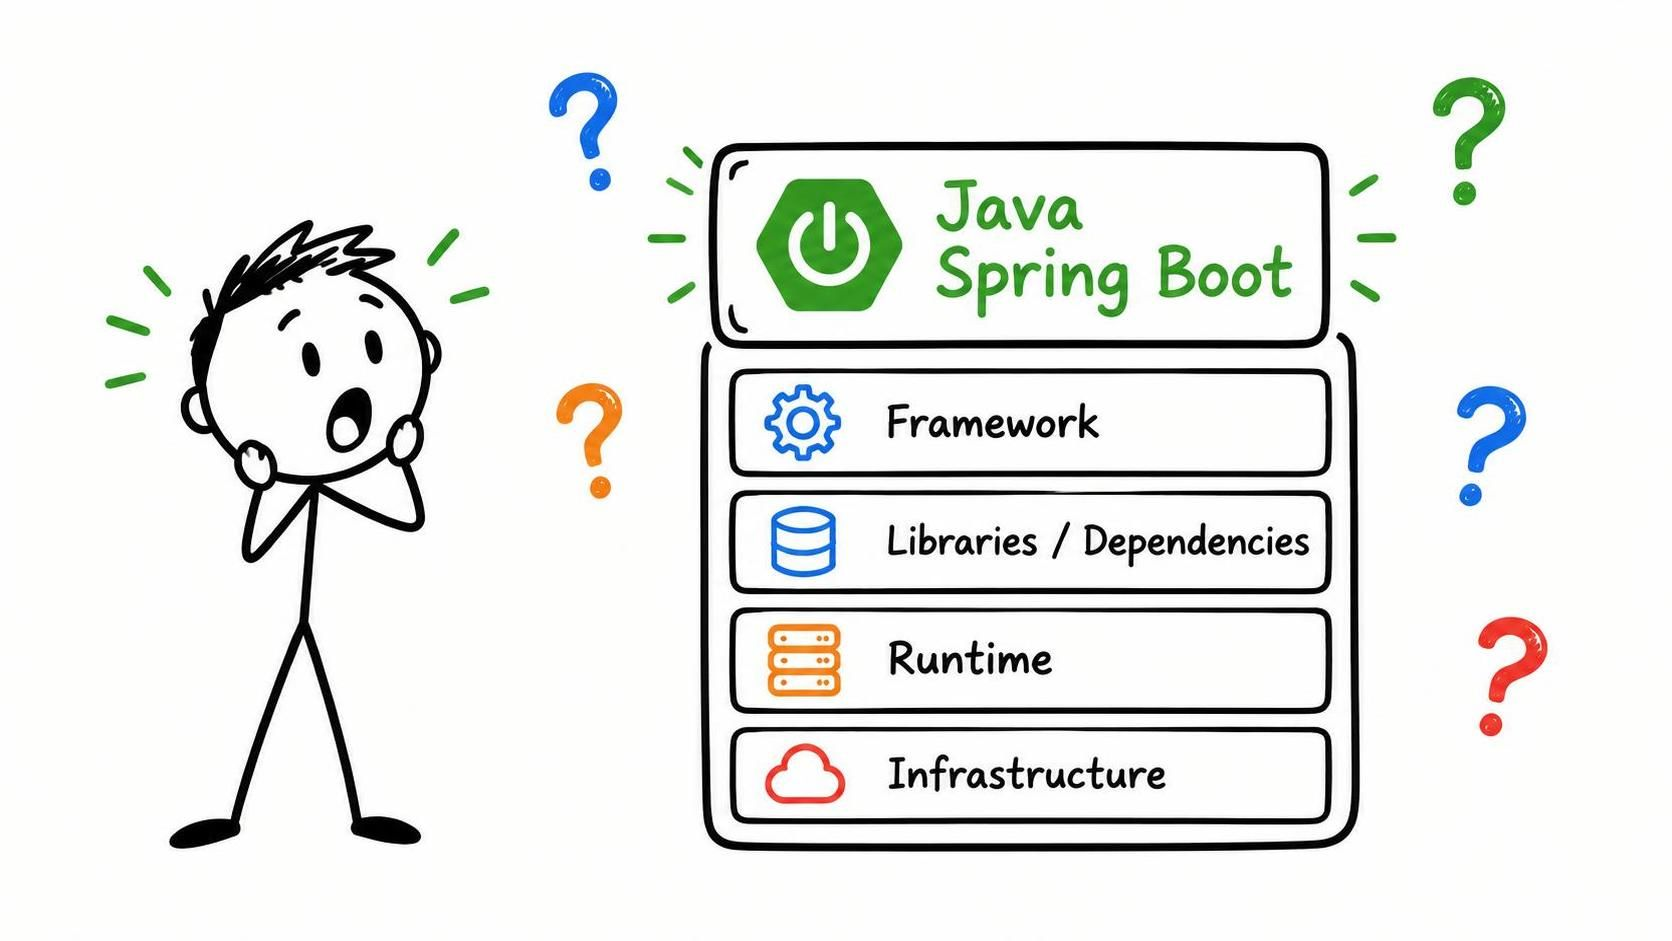 Java
Spring Boot
Framework
Libraries / Dependencies
Runtime
Infrastructure